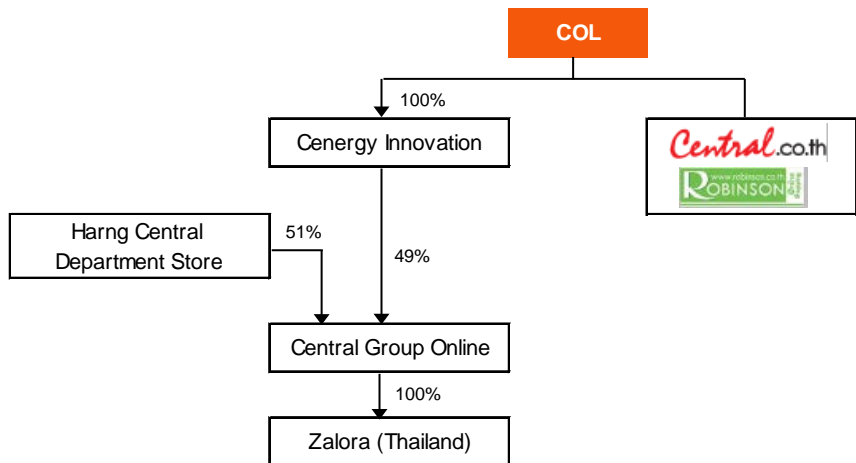 COL
100%
Cenergy Innovation
Central.co.th
www.robinson.co.th
ROBINSON
Harng Central
Department Store
51%
49%
Central Group Online
100%
Zalora (Thailand)